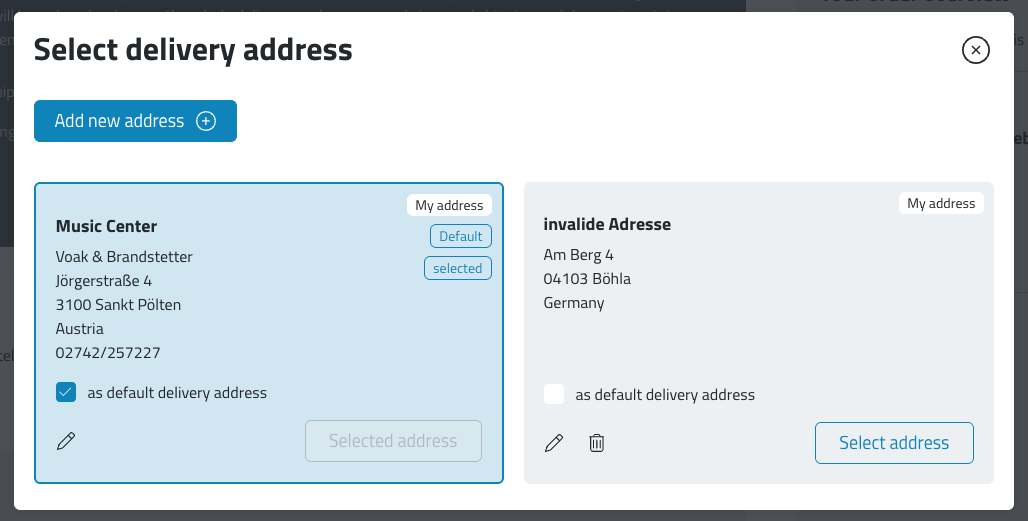 Select delivery address
Add new address
My address
Music Center
Default
Voak & Brandstetter
selected
Jörgerstraße 4
3100 Sankt Pölten
Austria
02742/257227
as default delivery address
Selected address
My address
invalide Adresse
Am Berg 4
04103 Böhla
Germany
as default delivery address
Select address